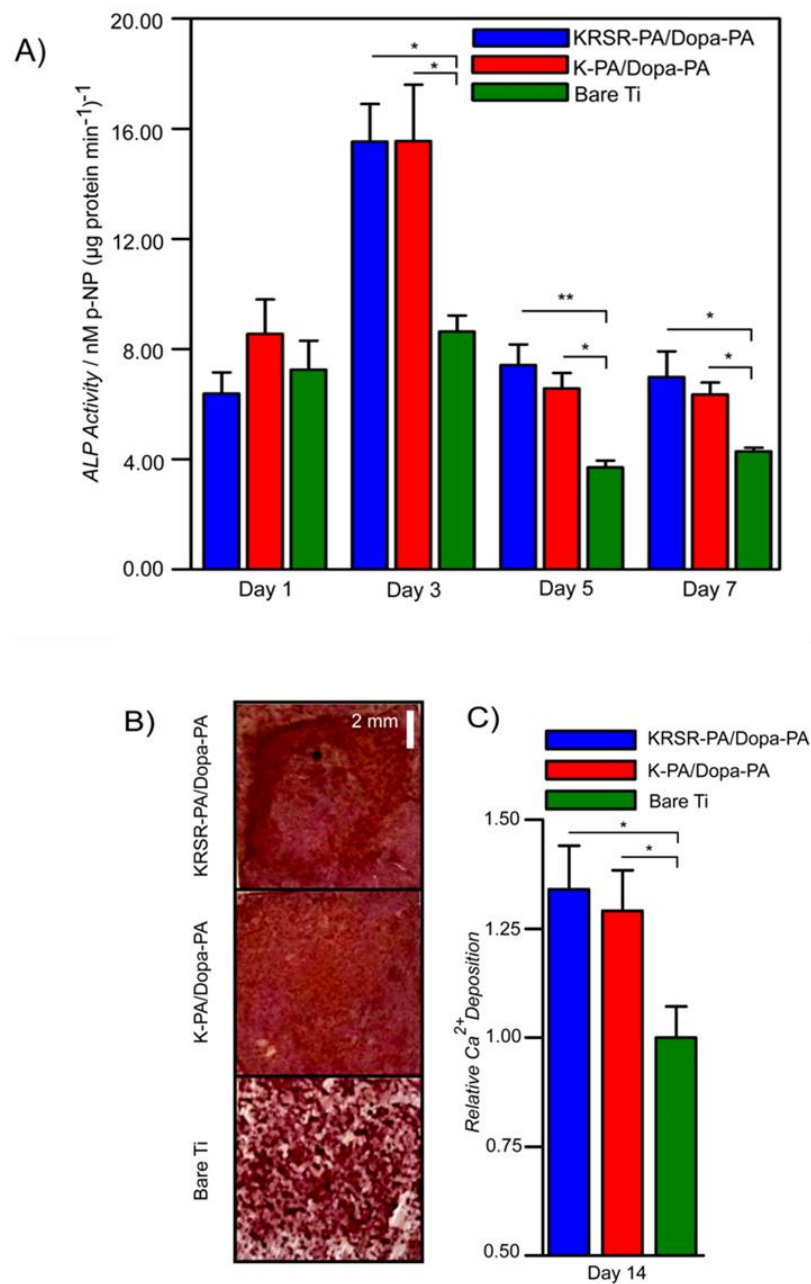 A)
20.00
16.00
12.00
8.00
4.00
0.00
ALP Activity / nM p-NP (µg protein min⁻¹)-1
KRSR-PA/Dopa-PA
K-PA/Dopa-PA
Bare Ti
*
*
**
*
*
*
Day 1 Day 3 Day 5 Day 7
B)
2 mm
KRSR-PA/Dopa-PA
K-PA/Dopa-PA
Bare Ti
C)
KRSR-PA/Dopa-PA
K-PA/Dopa-PA
Bare Ti
1.50
1.25
1.00
0.75
0.50
Relative Ca²⁺ Deposition
*
*
Day 14